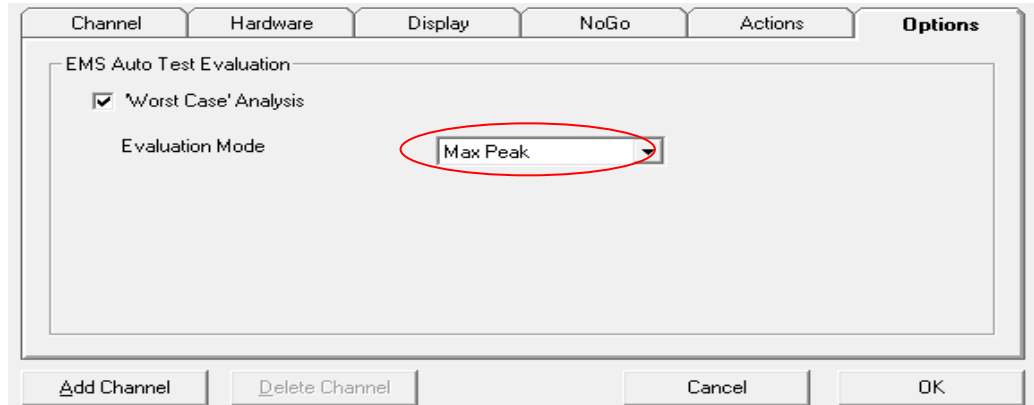 Channel Hardware Display NoGo Actions Options
EMS Auto Test Evaluation
'Worst Case' Analysis
Evaluation Mode Max Peak
Add Channel Delete Channel Cancel OK